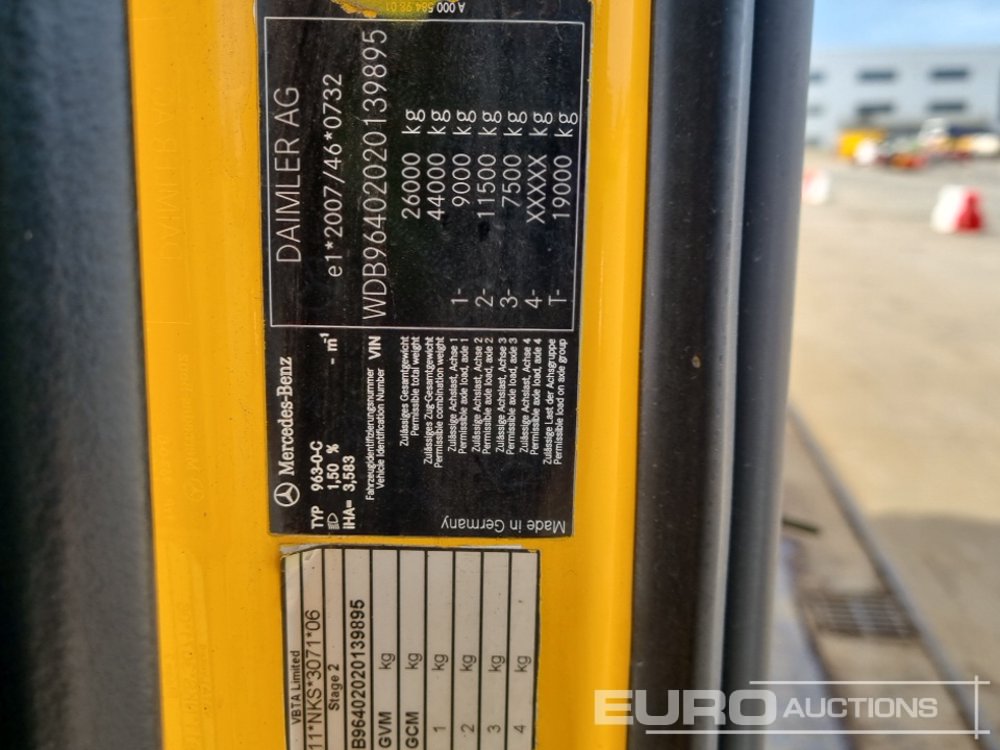 A 000 584 98 01
Mercedes-Benz
DAIMLER AG
TYP 963-0-C
e1*2007/46*0732
1,50 %
IHA= 3,583 - m¹
Fahrzeugidentifizierungsnummer
Vehicle Identification Number VIN WDB96402020139895
Zulässiges Gesamtgewicht
Permissible total weight 26000 kg
Zulässiges Zug-Gesamtgewicht
Permissible combination weight 44000 kg
Zulässige Achslast, Achse 1
Permissible axle load, axle 1 1- 9000 kg
Zulässige Achslast, Achse 2
Permissible axle load, axle 2 2- 11500 kg
Zulässige Achslast, Achse 3
Permissible axle load, axle 3 3- 7500 kg
Zulässige Achslast, Achse 4
Permissible axle load, axle 4 4- XXXXX kg
Zulässige Last der Achsgruppe
Permissible load on axle group T- 19000 kg
Made in Germany
VBTA Limited
11*NKS*3071*06
Stage 2
B96402020139895
GVM kg
GCM kg
1 kg
2 kg
3 kg
4 kg
EURO AUCTIONS